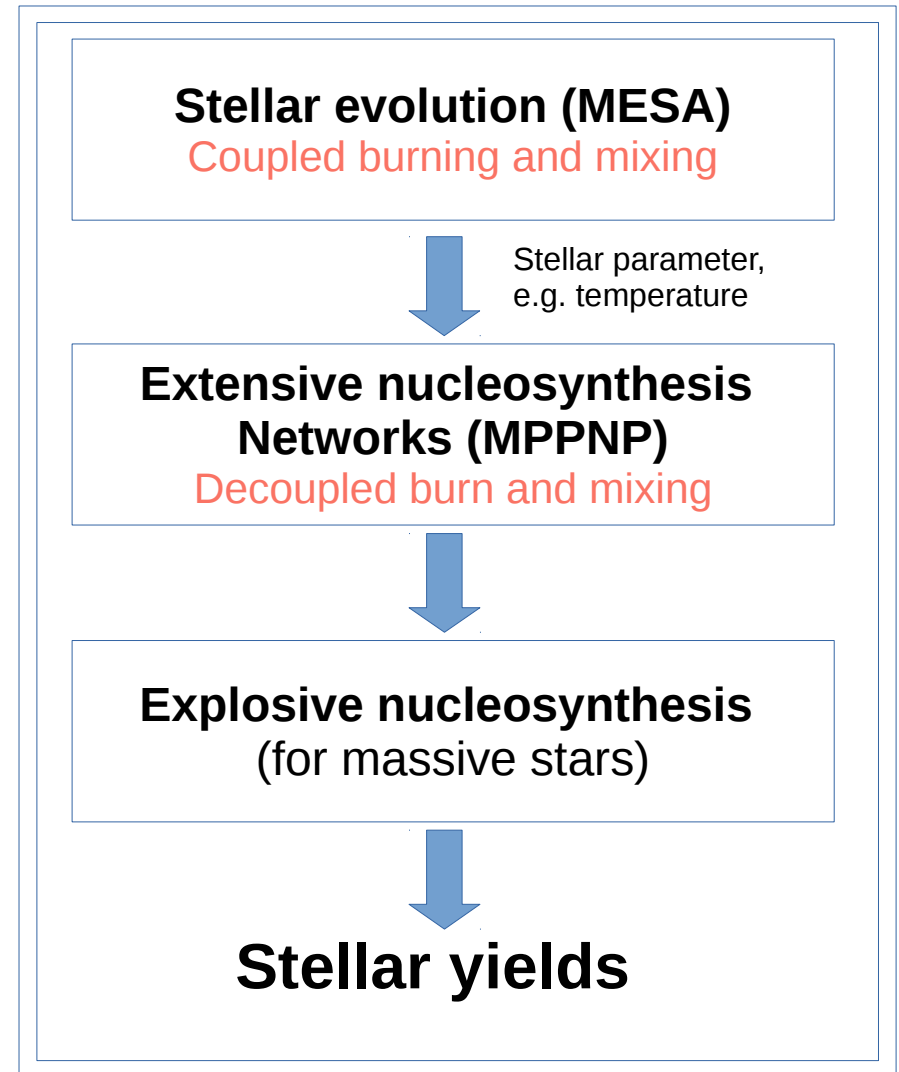 Stellar evolution (MESA)
Coupled burning and mixing
Stellar parameter,
e.g. temperature
Extensive nucleosynthesis
Networks (MPPNP)
Decoupled burn and mixing
Explosive nucleosynthesis
(for massive stars)
Stellar yields